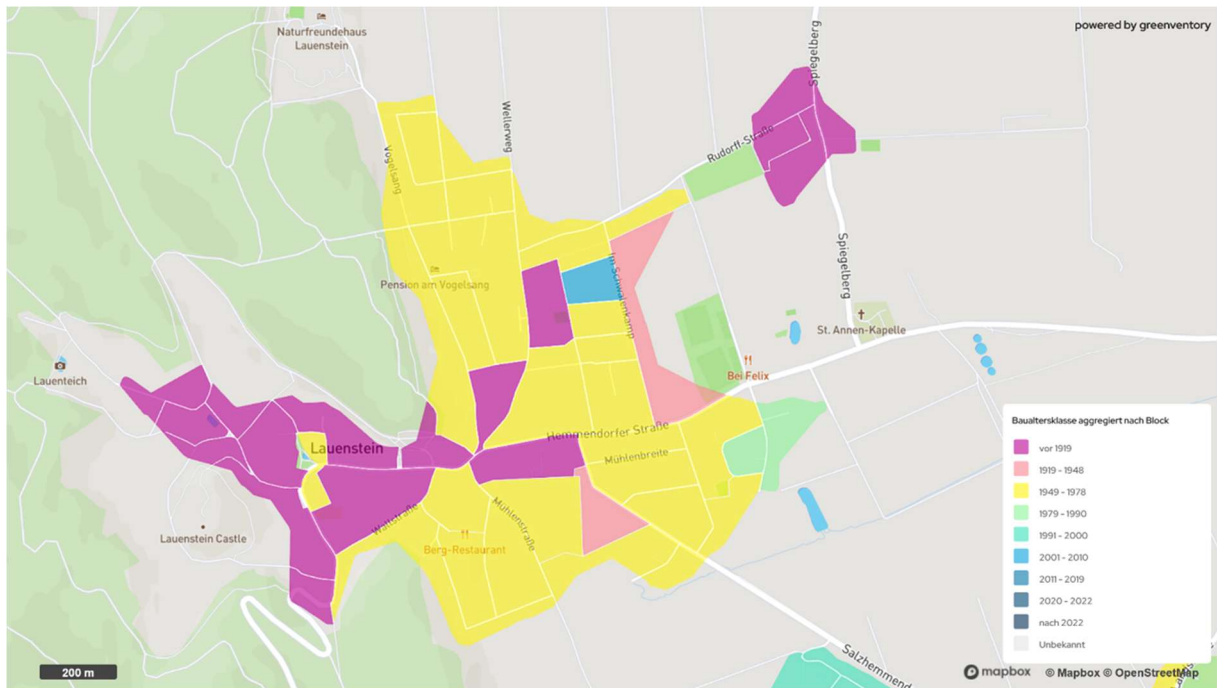 powered by greenventory
Naturfreundehaus
Lauenstein
Spiegelberg
Wellerweg
Rudorff-Straße
Vogelsang
Spiegelberg
Im Schwalenkamp
Pension am Vogelsang
St. Annen-Kapelle
Bei Felix
Lauenteich
Hemmendorfer Straße
Lauenstein
Mühlenbreite
Wallstraße
Mühlenstraße
Lauenstein Castle
Berg-Restaurant
Baualtersklasse aggregiert nach Block
vor 1919
1919 - 1948
1949 - 1978
1979 - 1990
1991 - 2000
2001 - 2010
2011 - 2019
2020 - 2022
nach 2022
Unbekannt
Salzhemmend
200 m
mapbox © Mapbox © OpenStreetMap